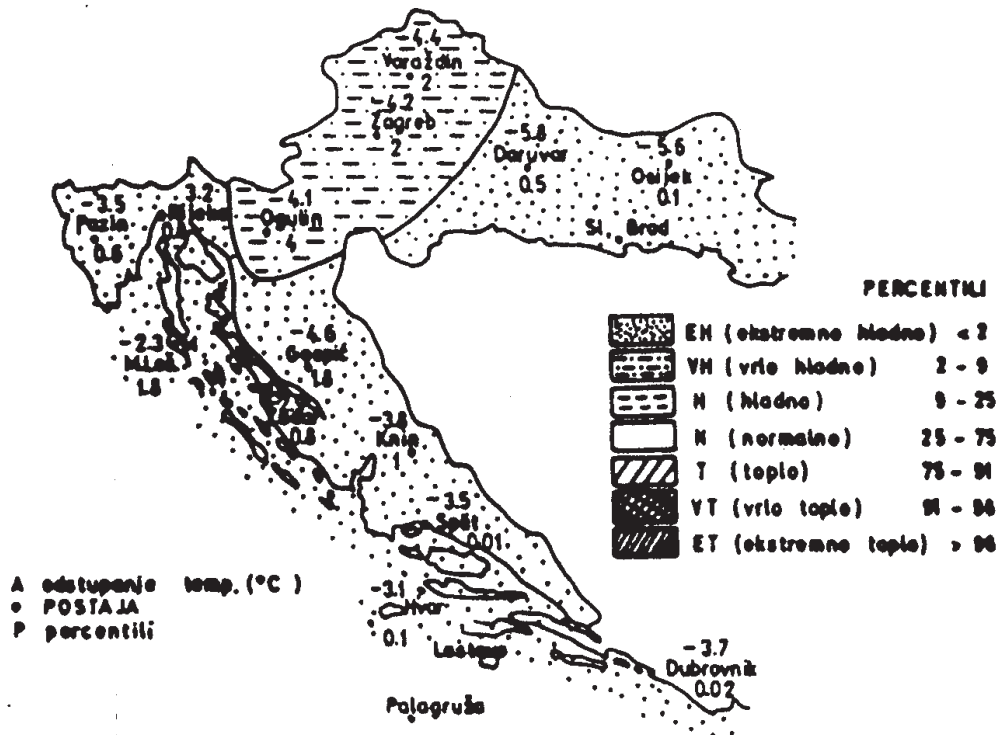 -4.4
Varaždin
2
-4.2
Zagreb
2
-5.8
Daruvar
0.5
-5.6
Osijek
0.1
Sl. Brod
-3.5
Pazin
0.6
3.2
Rijeka
-4.1
Ogulin
4
-2.3
M.Loš.
1.8
-4.6
Gospić
1.8
0.8
-3.8
Knin
1
-3.5
Split
0.01
-3.1
Hvar
0.1
Lastovo
-3.7
Dubrovnik
0.02
Palagruža
PERCENTILI
EH (ekstremno hladno) < 2
VH (vrlo hladno) 2 - 9
H (hladno) 9 - 25
N (normalno) 25 - 75
T (toplo) 75 - 91
VT (vrlo toplo) 91 - 98
ET (ekstremno toplo) > 98
A odstupanje temp. (°C)
• POSTAJA
P percentili